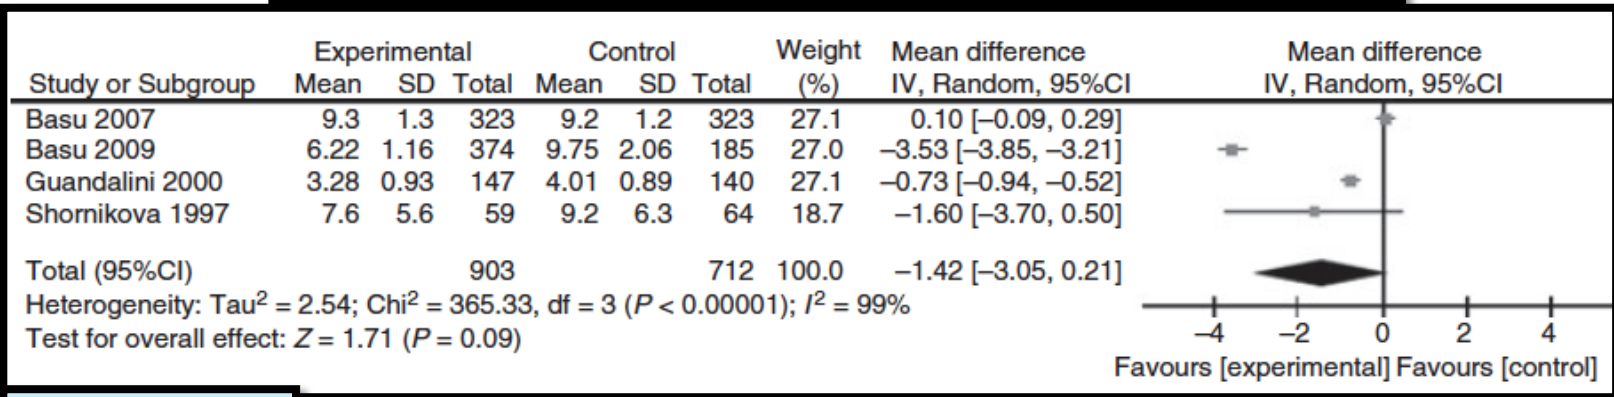 Experimental Control Weight Mean difference Mean difference
Study or Subgroup Mean SD Total Mean SD Total (%) IV, Random, 95%CI IV, Random, 95%CI
Basu 2007 9.3 1.3 323 9.2 1.2 323 27.1 0.10 [–0.09, 0.29]
Basu 2009 6.22 1.16 374 9.75 2.06 185 27.0 –3.53 [–3.85, –3.21]
Guandalini 2000 3.28 0.93 147 4.01 0.89 140 27.1 –0.73 [–0.94, –0.52]
Shornikova 1997 7.6 5.6 59 9.2 6.3 64 18.7 –1.60 [–3.70, 0.50]
Total (95%CI) 903 712 100.0 –1.42 [–3.05, 0.21]
Heterogeneity: Tau² = 2.54; Chi² = 365.33, df = 3 (P < 0.00001); I² = 99%
Test for overall effect: Z = 1.71 (P = 0.09)
–4 –2 0 2 4
Favours [experimental] Favours [control]